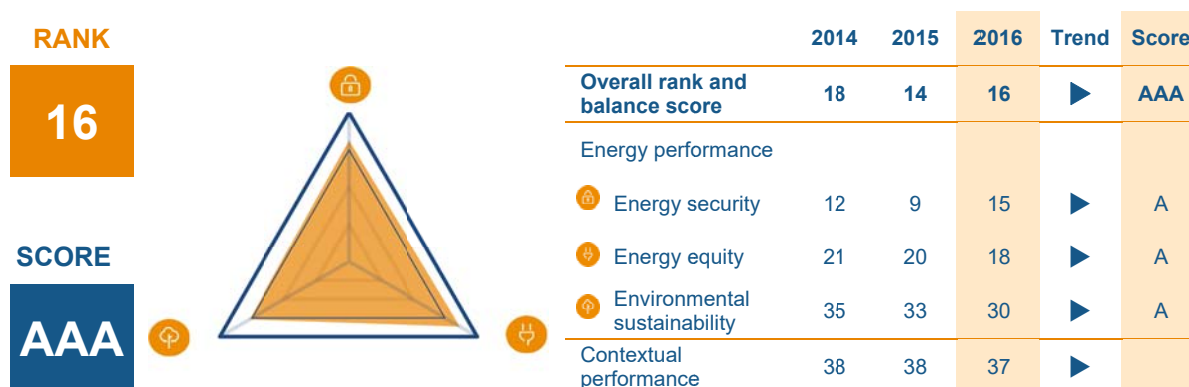 RANK
16
SCORE
AAA
2014 2015 2016 Trend Score
Overall rank and
balance score 18 14 16 AAA
Energy performance
Energy security 12 9 15 A
Energy equity 21 20 18 A
Environmental
sustainability 35 33 30 A
Contextual
performance 38 38 37